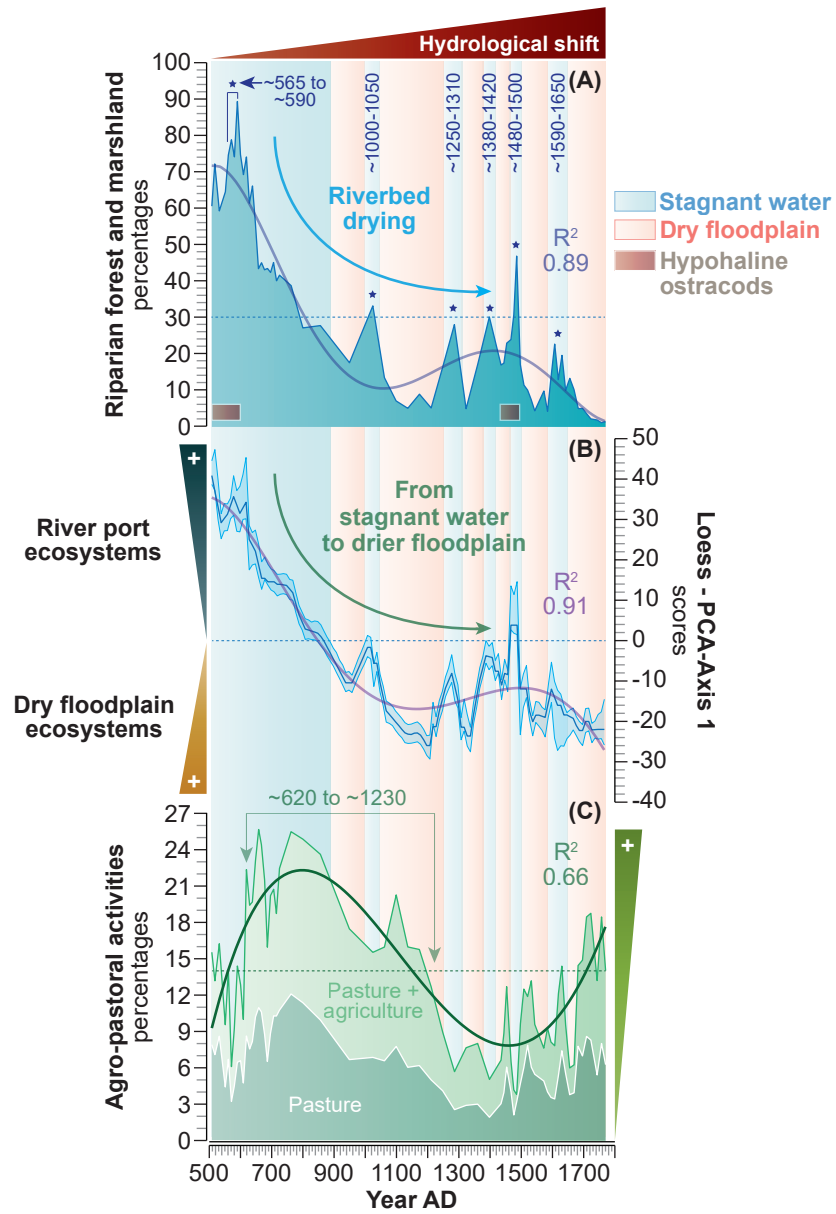 Hydrological shift
Riparian forest and marshland
percentages
100
90
80
70
60
50
40
30
20
10
0
(A)
~565 to
~590
~1000-1050
~1250-1310
~1380-1420
~1480-1500
~1590-1650
Riverbed
drying
R²
0.89
Stagnant water
Dry floodplain
Hypohaline
ostracods
(B)
+
River port
ecosystems
Dry floodplain
ecosystems
+
From
stagnant water
to drier floodplain
R²
0.91
50
40
30
20
10
0
-10
-20
-30
-40
Loess - PCA-Axis 1
scores
(C)
Agro-pastoral activities
percentages
27
24
21
18
15
12
9
6
3
0
~620 to ~1230
R²
0.66
+
Pasture +
agriculture
Pasture
500 700 900 1100 1300 1500 1700
Year AD